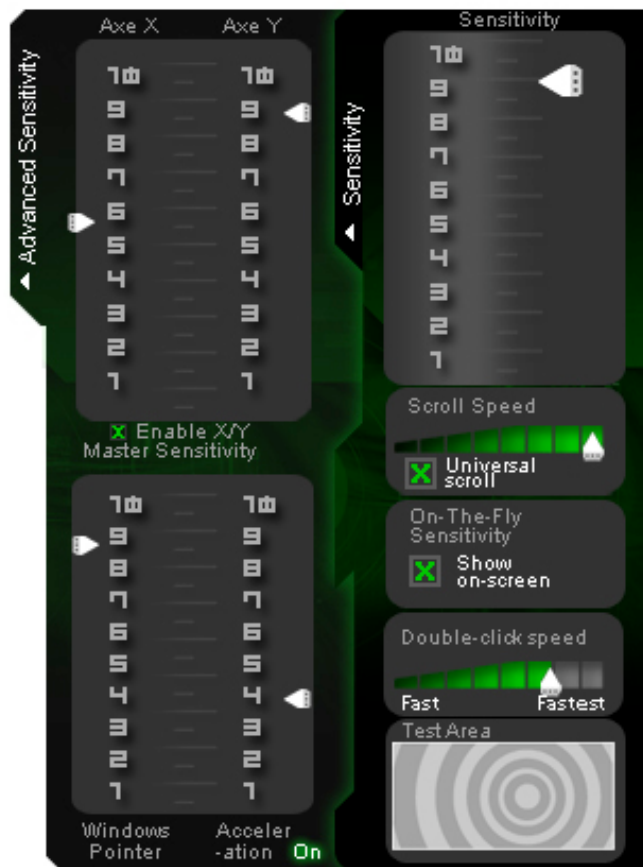 Advanced Sensitivity
Axe X
Axe Y
10 10
9 9
8 8
7 7
6 6
5 5
4 4
3 3
2 2
1 1
Enable X/Y
Master Sensitivity
10 10
9 9
8 8
7 7
6 6
5 5
4 4
3 3
2 2
1 1
Windows
Pointer
Acceler
-ation On
Sensitivity
Sensitivity
10
9
8
7
6
5
4
3
2
1
Scroll Speed
Universal
scroll
On-The-Fly
Sensitivity
Show
on-screen
Double-click speed
Fast
Fastest
Test Area